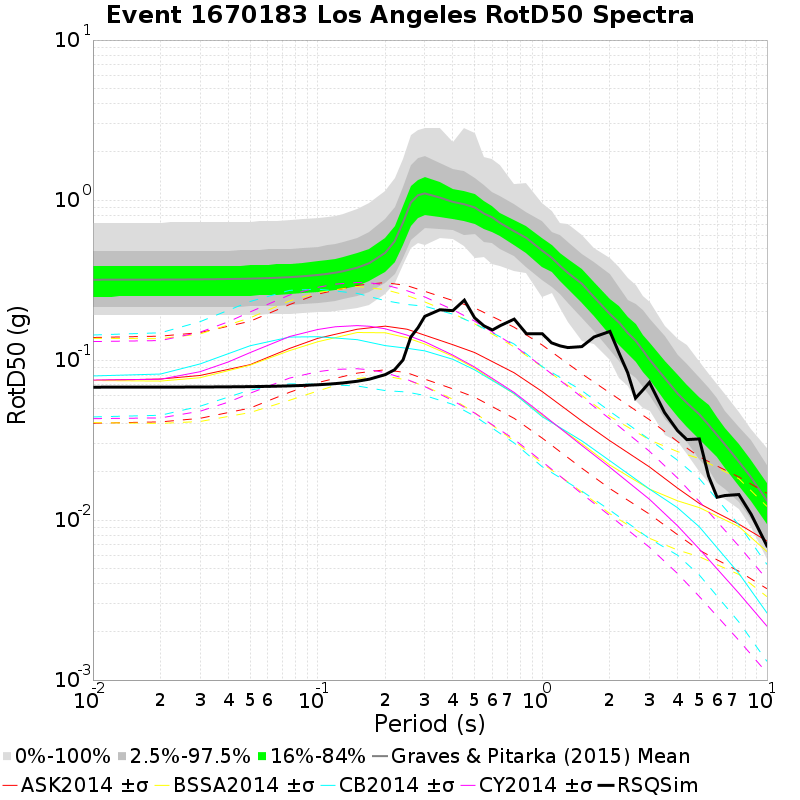 Event 1670183 Los Angeles RotD50 Spectra
10^1
10^0
10^-1
10^-2
10^-3
RotD50 (g)
10^-2 2 3 4 5 6 10^-1 2 3 4 5 6 7 10^0 2 3 4 5 6 7 10^1
Period (s)
0%-100% 2.5%-97.5% 16%-84% Graves & Pitarka (2015) Mean
ASK2014 ±σ BSSA2014 ±σ CB2014 ±σ CY2014 ±σ RSQSim